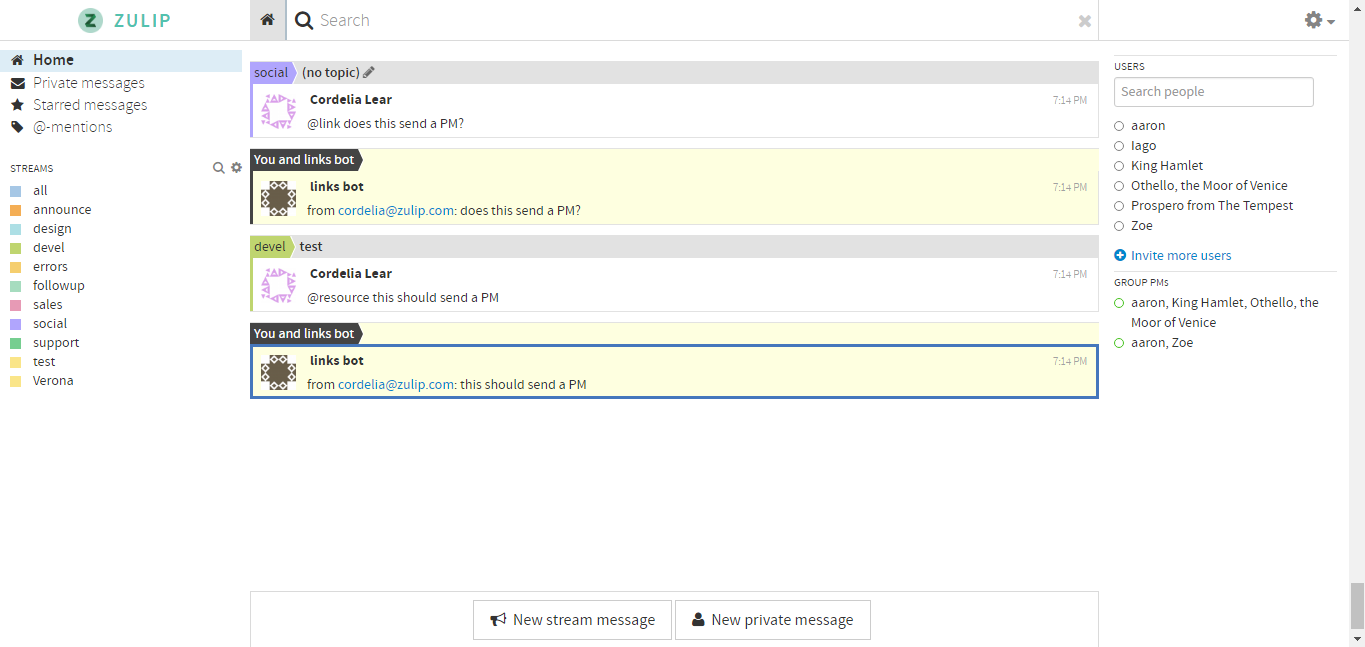 ZULIP
Search
Home
Private messages
Starred messages
@-mentions
STREAMS
all
announce
design
devel
errors
followup
sales
social
support
test
Verona
social (no topic)
Cordelia Lear 7:14 PM
@link does this send a PM?
You and links bot
links bot 7:14 PM
from cordelia@zulip.com: does this send a PM?
devel test
Cordelia Lear 7:14 PM
@resource this should send a PM
You and links bot
links bot 7:14 PM
from cordelia@zulip.com: this should send a PM
New stream message New private message
USERS
Search people
aaron
Iago
King Hamlet
Othello, the Moor of Venice
Prospero from The Tempest
Zoe
Invite more users
GROUP PMs
aaron, King Hamlet, Othello, the
Moor of Venice
aaron, Zoe